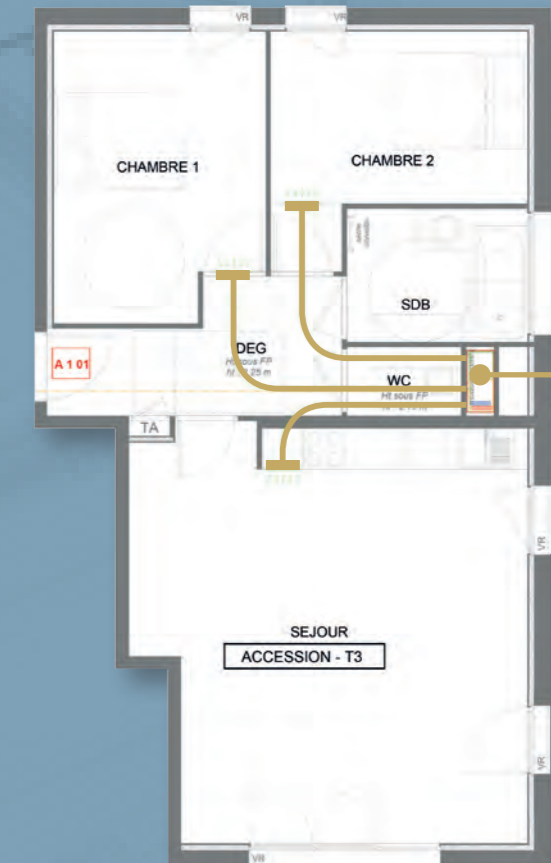 VR
VR
CHAMBRE 1
CHAMBRE 2
SDB
DEG
Ht sous FP
A 1 01
WC
Ht sous FP
TA
VR
SEJOUR
ACCESSION - T3
VR
VR